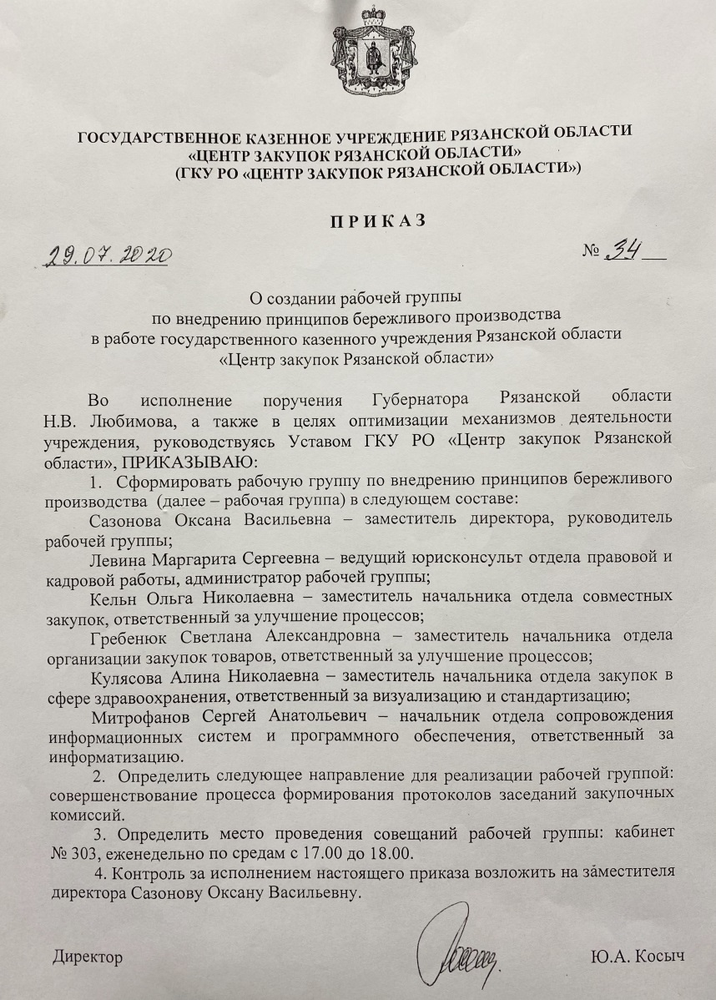 ГОСУДАРСТВЕННОЕ КАЗЕННОЕ УЧРЕЖДЕНИЕ РЯЗАНСКОЙ ОБЛАСТИ
«ЦЕНТР ЗАКУПОК РЯЗАНСКОЙ ОБЛАСТИ»
(ГКУ РО «ЦЕНТР ЗАКУПОК РЯЗАНСКОЙ ОБЛАСТИ»)
П Р И К А З
29.07.2020 № 34
О создании рабочей группы
по внедрению принципов бережливого производства
в работе государственного казенного учреждения Рязанской области
«Центр закупок Рязанской области»
Во исполнение поручения Губернатора Рязанской области
Н.В. Любимова, а также в целях оптимизации механизмов деятельности
учреждения, руководствуясь Уставом ГКУ РО «Центр закупок Рязанской
области», ПРИКАЗЫВАЮ:
1. Сформировать рабочую группу по внедрению принципов бережливого
производства (далее – рабочая группа) в следующем составе:
Сазонова Оксана Васильевна – заместитель директора, руководитель
рабочей группы;
Левина Маргарита Сергеевна – ведущий юрисконсульт отдела правовой и
кадровой работы, администратор рабочей группы;
Кельн Ольга Николаевна – заместитель начальника отдела совместных
закупок, ответственный за улучшение процессов;
Гребенюк Светлана Александровна – заместитель начальника отдела
организации закупок товаров, ответственный за улучшение процессов;
Кулясова Алина Николаевна – заместитель начальника отдела закупок в
сфере здравоохранения, ответственный за визуализацию и стандартизацию;
Митрофанов Сергей Анатольевич – начальник отдела сопровождения
информационных систем и программного обеспечения, ответственный за
информатизацию.
2. Определить следующее направление для реализации рабочей группой:
совершенствование процесса формирования протоколов заседаний закупочных
комиссий.
3. Определить место проведения совещаний рабочей группы: кабинет
№ 303, еженедельно по средам с 17.00 до 18.00.
4. Контроль за исполнением настоящего приказа возложить на заместителя
директора Сазонову Оксану Васильевну.
Директор Ю.А. Косыч